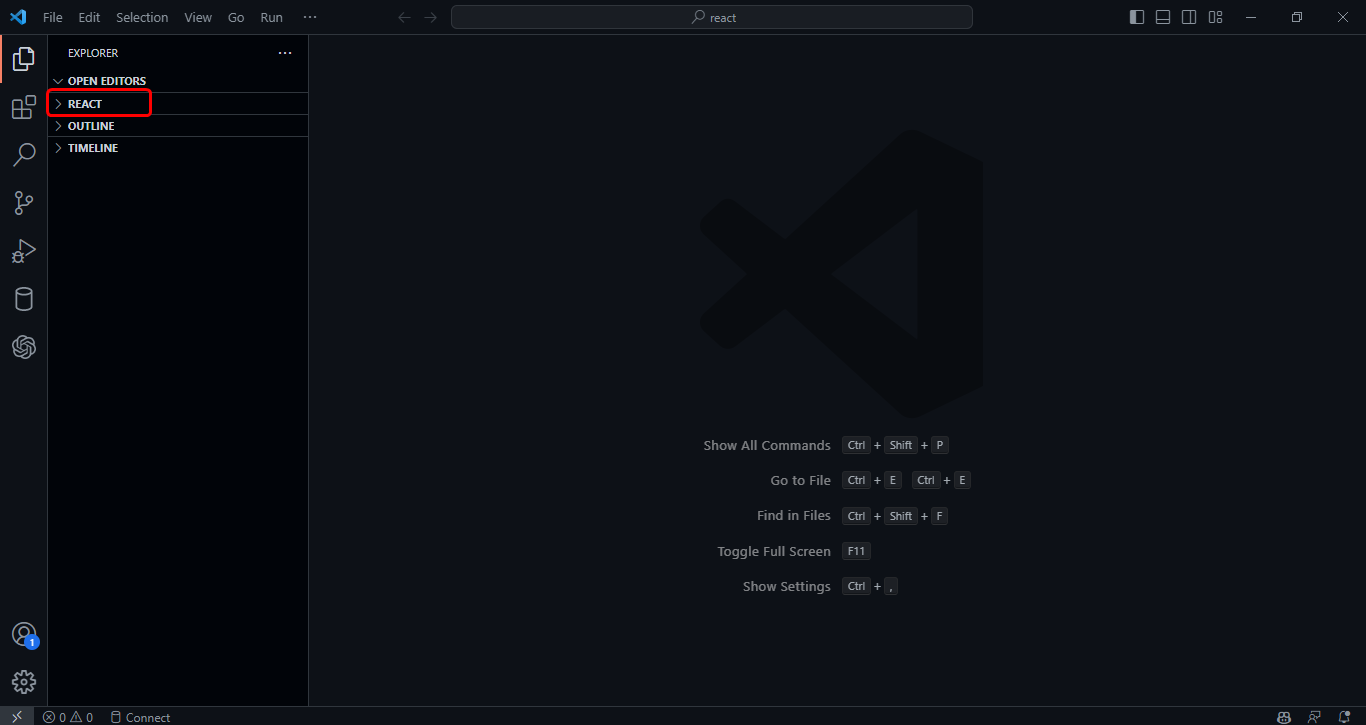 File Edit Selection View Go Run ···
react
EXPLORER ···
OPEN EDITORS
REACT
OUTLINE
TIMELINE
Show All Commands Ctrl + Shift + P
Go to File Ctrl + E Ctrl + E
Find in Files Ctrl + Shift + F
Toggle Full Screen F11
Show Settings Ctrl + ,
1
0 0 Connect